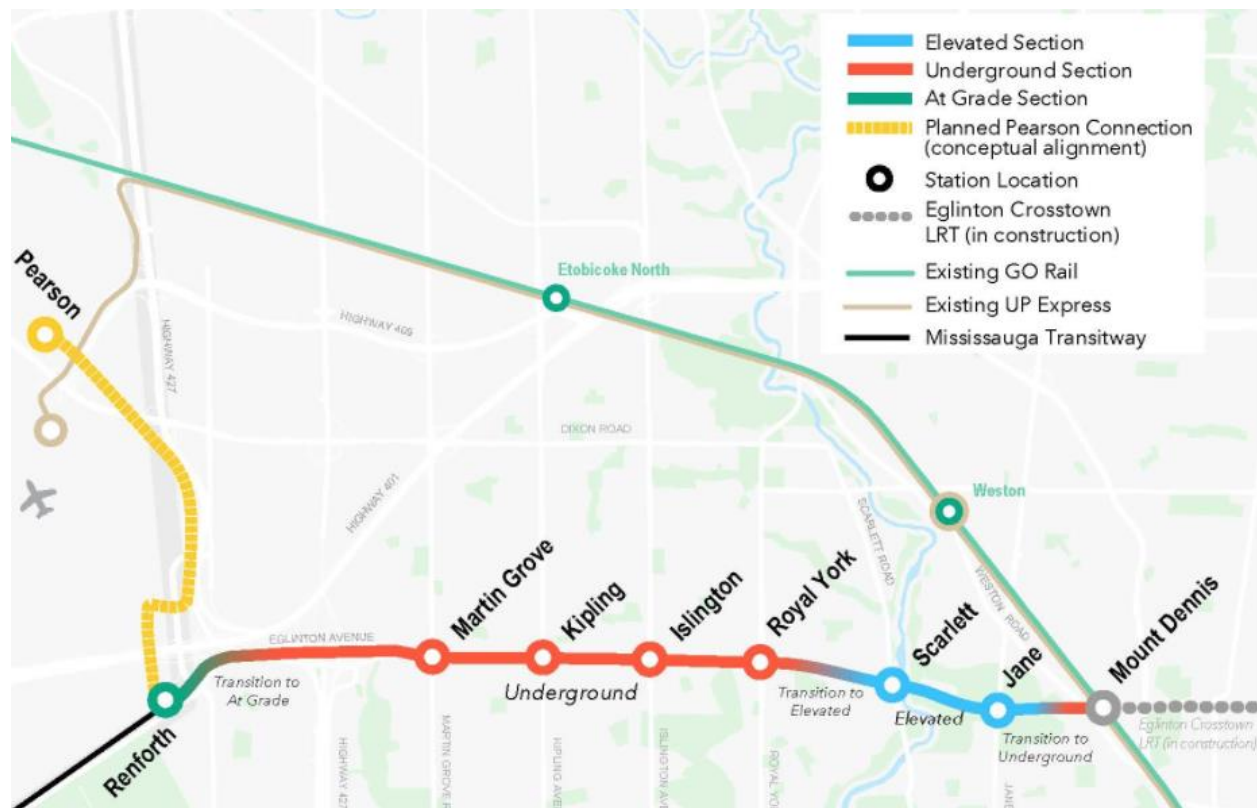 Elevated Section
Underground Section
At Grade Section
Planned Pearson Connection
(conceptual alignment)
Station Location
Eglinton Crosstown
LRT (in construction)
Existing GO Rail
Existing UP Express
Mississauga Transitway
Pearson
Etobicoke North
HIGHWAY 427
HIGHWAY 409
DIXON ROAD
HIGHWAY 401
SCARLETT ROAD
Weston
WESTON ROAD
EGLINTON AVENUE
Martin Grove
Kipling
Islington
Royal York
Scarlett
Jane
Mount Dennis
Renforth
Transition to
At Grade
Underground
Transition to
Elevated
Elevated
Transition to
Underground
Eglinton Crosstown
LRT (in construction)
HIGHWAY 427
MARTIN GROVE R
KIPLING AVE
ISLINGTON AVE
ROYAL YO
JANE